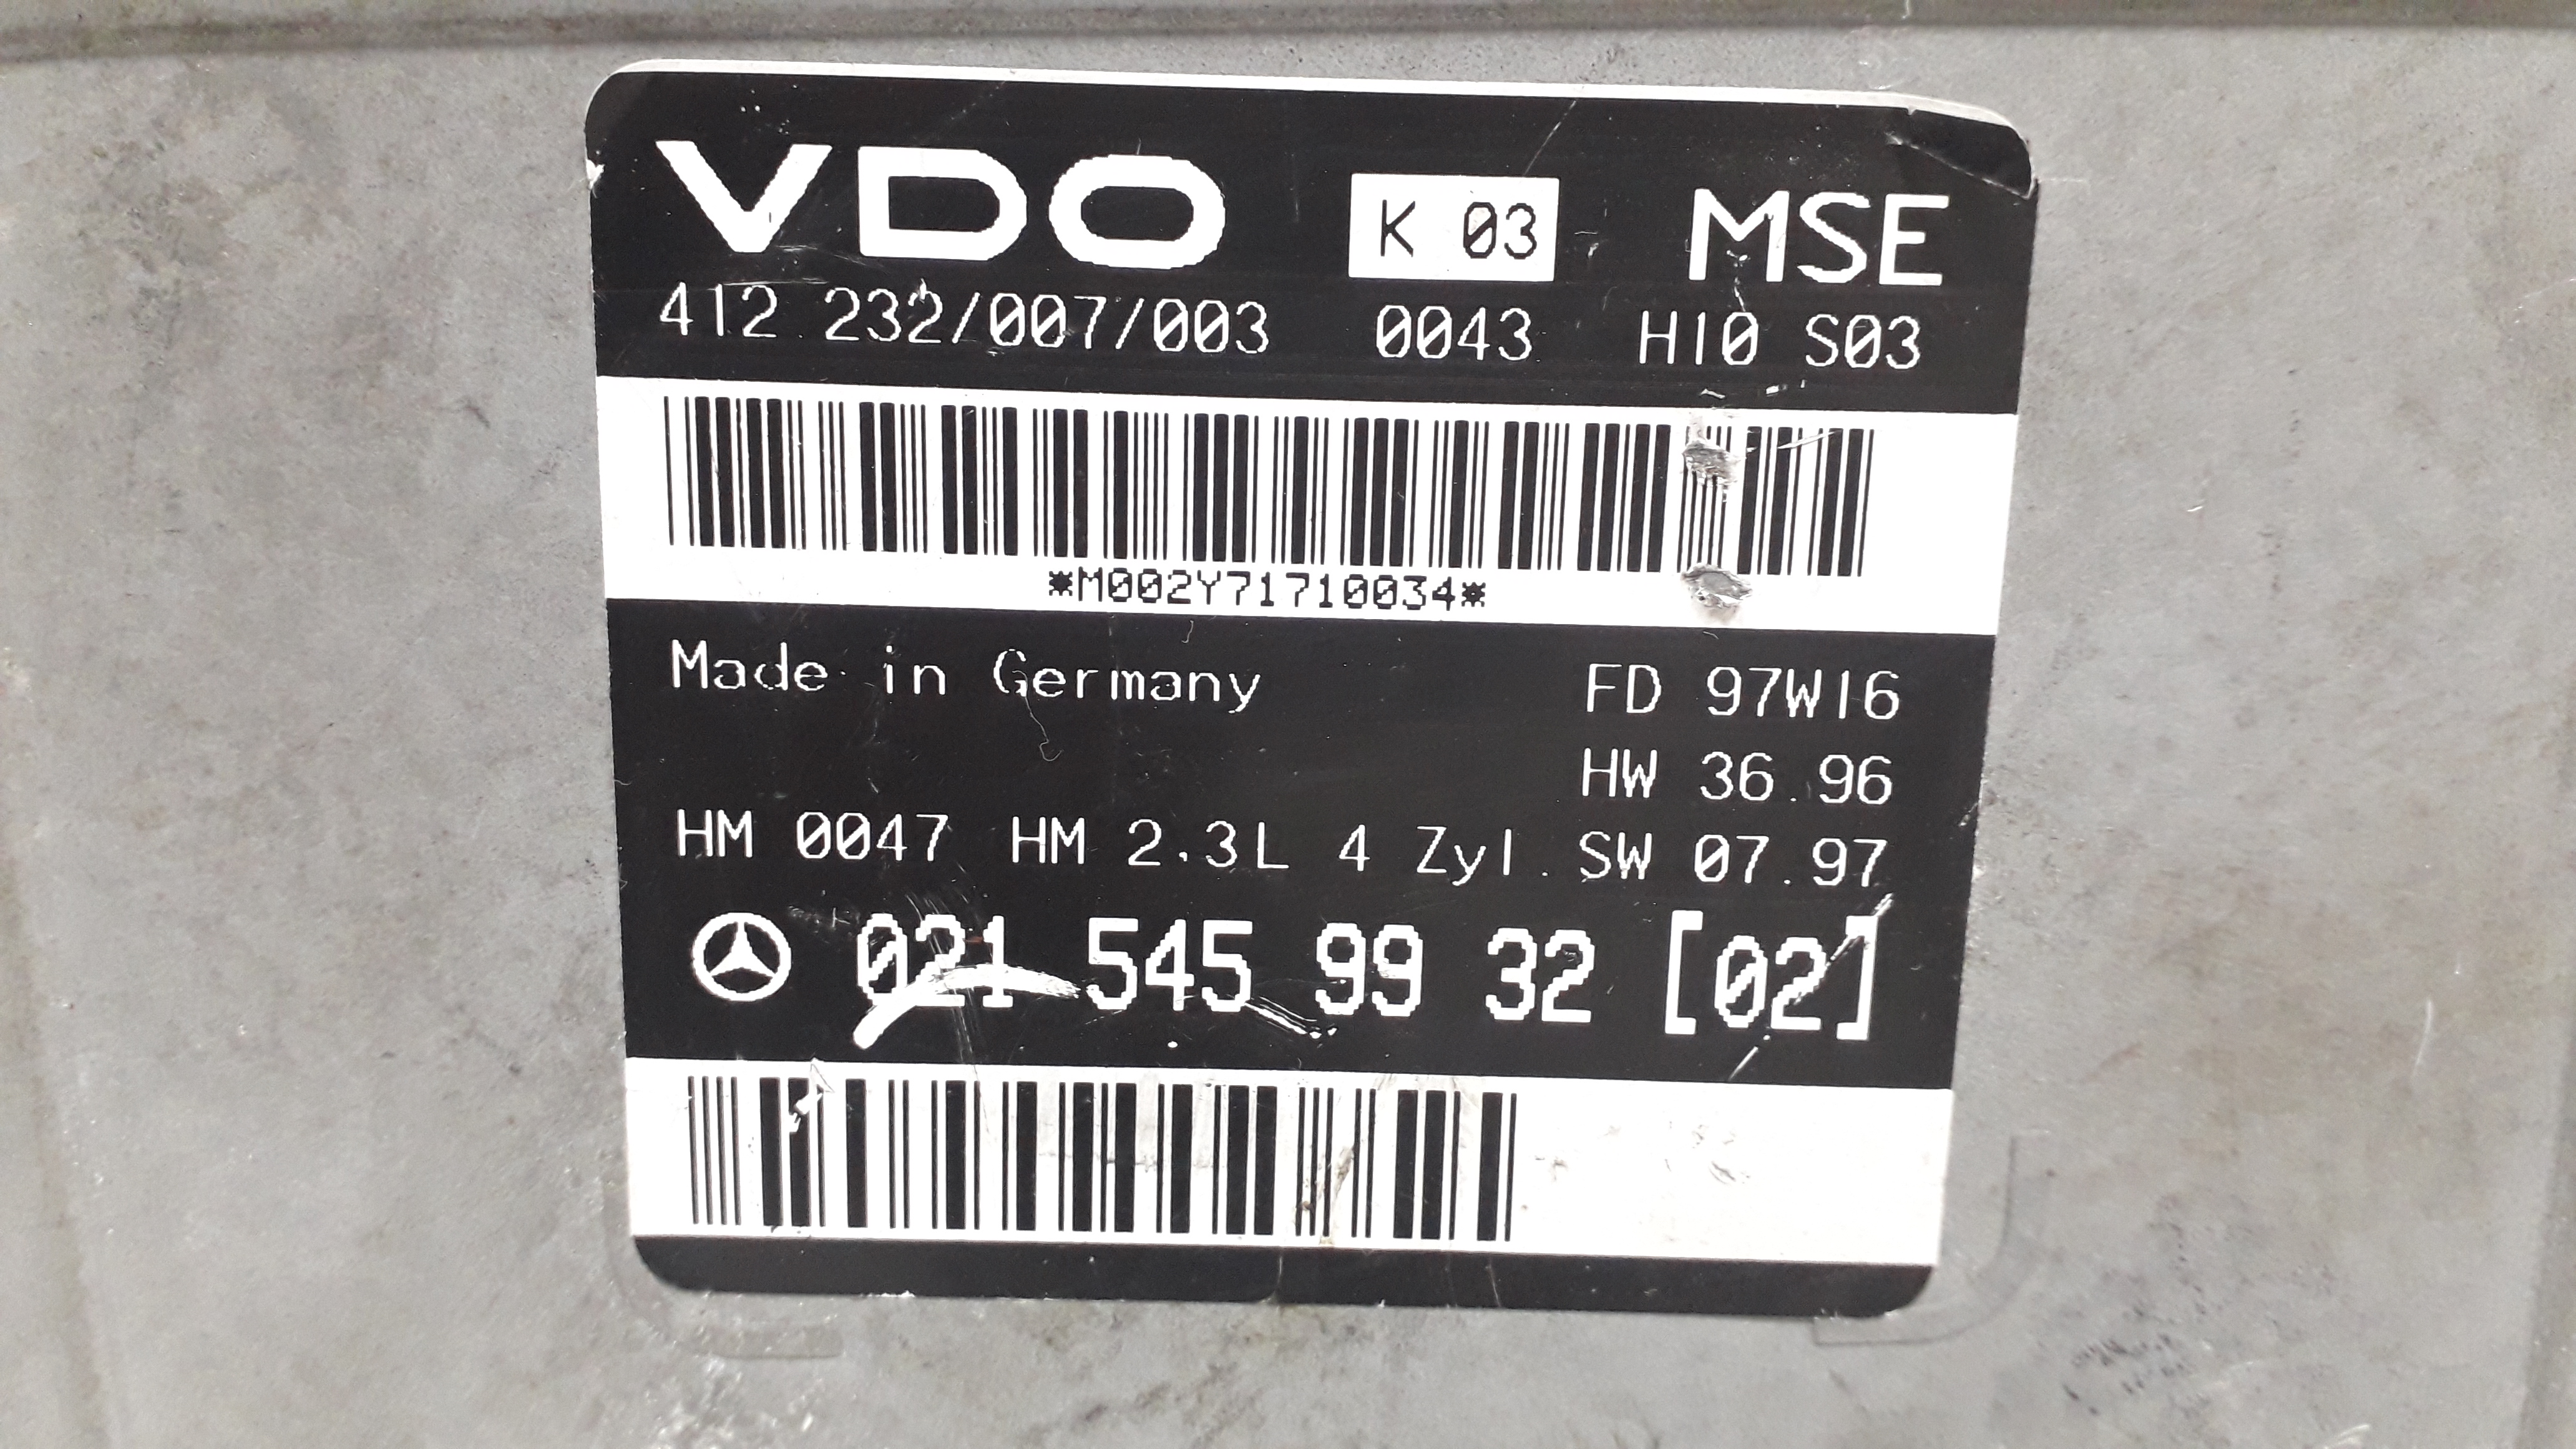 VDO K 03 MSE
412 232/007/003 0043 H10 S03
*M002Y71710034*
Made in Germany FD 97W16
HW 36.96
HM 0047 HM 2.3L 4 Zyl. SW 07.97
021 545 99 32 [02]